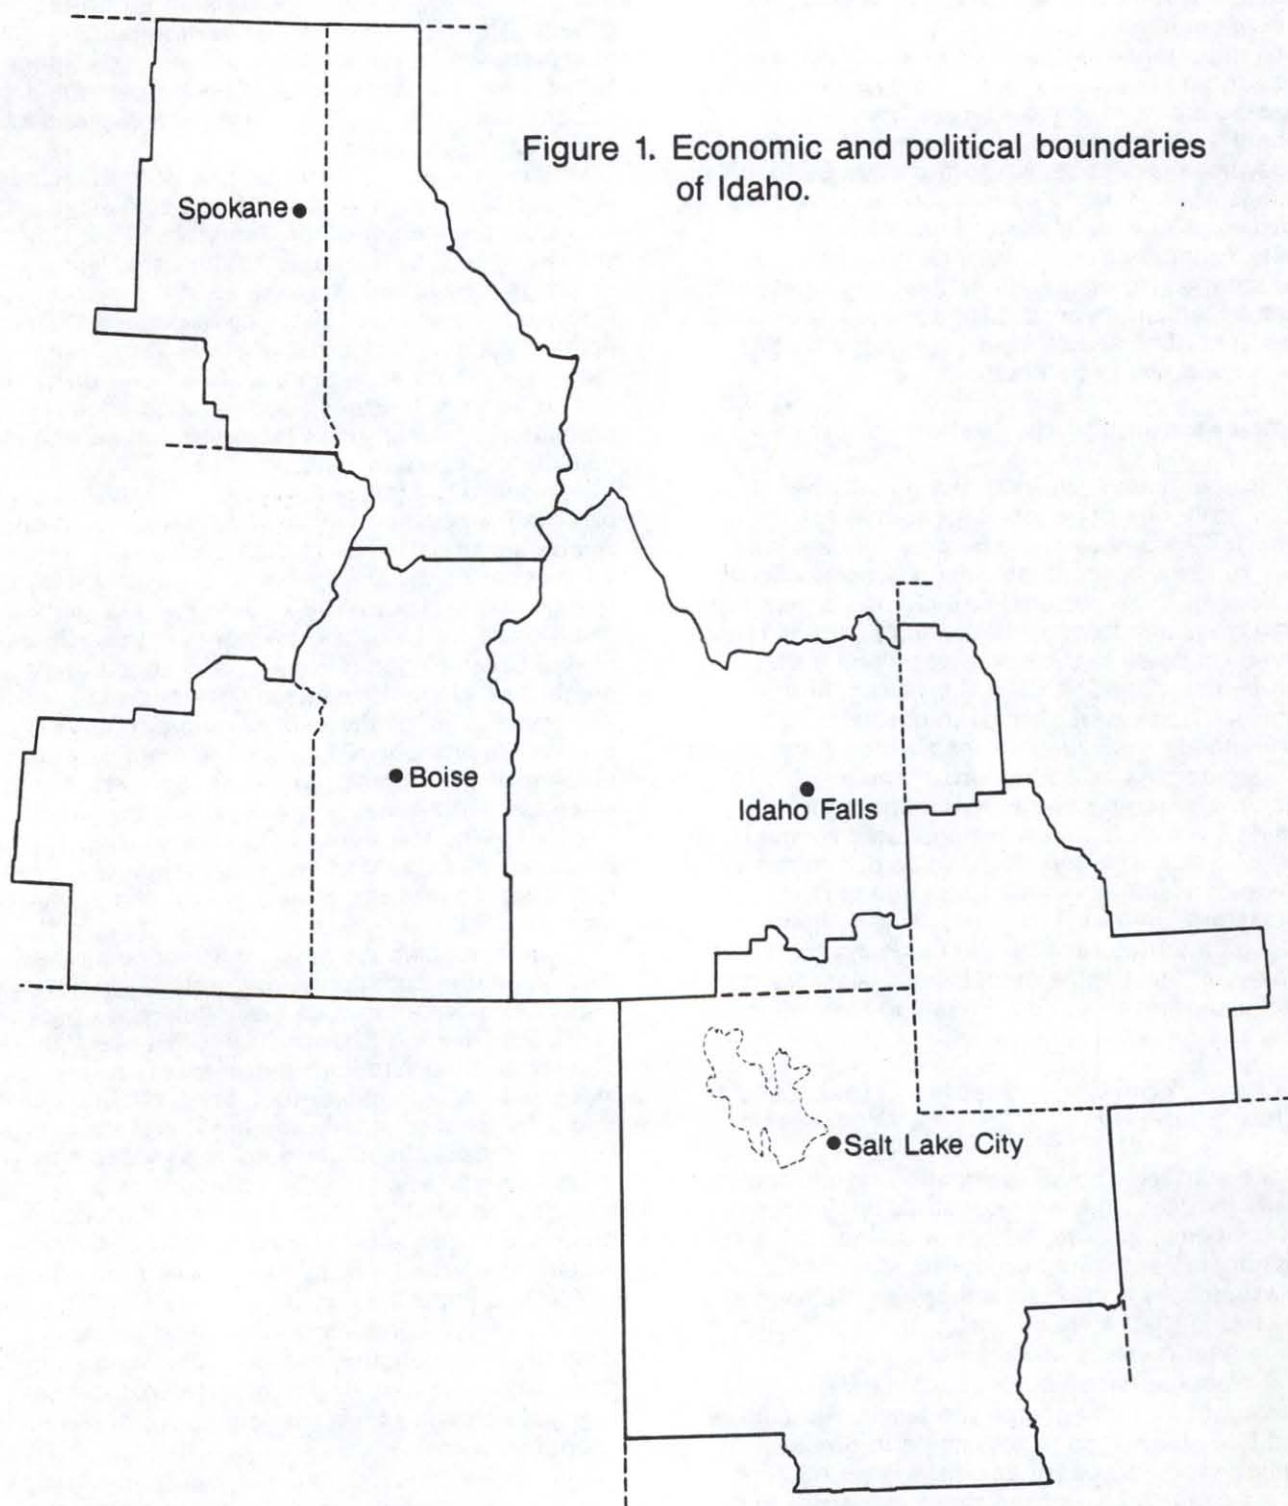 Figure 1. Economic and political boundaries
of Idaho.
Spokane
Boise
Idaho Falls
Salt Lake City